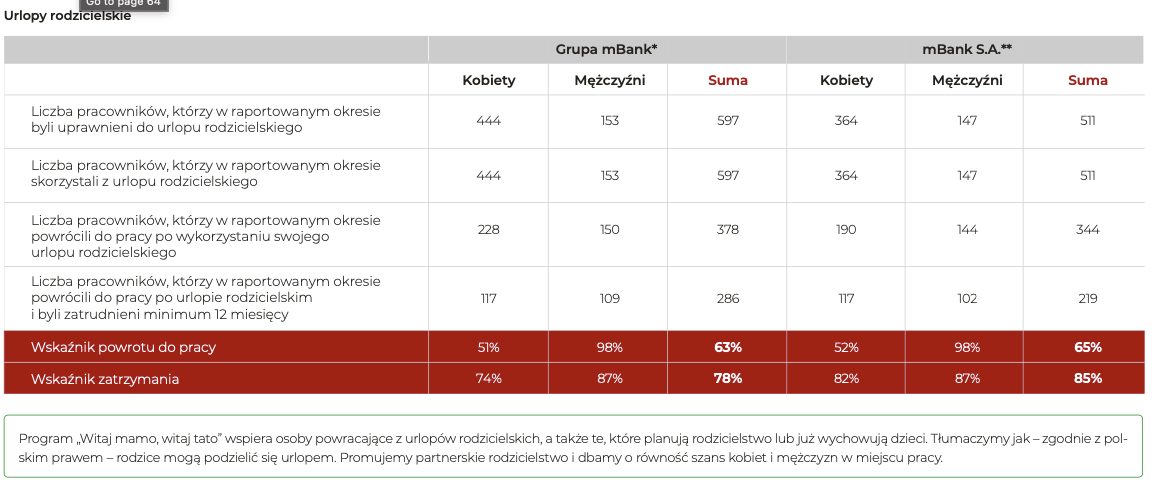 Go to page 64
Urlopy rodzicielskie
Grupa mBank* mBank S.A.**
Kobiety Mężczyźni Suma Kobiety Mężczyźni Suma
Liczba pracowników, którzy w raportowanym okresie
byli uprawnieni do urlopu rodzicielskiego
444 153 597 364 147 511
Liczba pracowników, którzy w raportowanym okresie
skorzystali z urlopu rodzicielskiego
444 153 597 364 147 511
Liczba pracowników, którzy w raportowanym okresie
powrócili do pracy po wykorzystaniu swojego
urlopu rodzicielskiego
228 150 378 190 144 344
Liczba pracowników, którzy w raportowanym okresie
powrócili do pracy po urlopie rodzicielskim
i byli zatrudnieni minimum 12 miesięcy
117 109 286 117 102 219
Wskaźnik powrotu do pracy 51% 98% 63% 52% 98% 65%
Wskaźnik zatrzymania 74% 87% 78% 82% 87% 85%
Program „Witaj mamo, witaj tato” wspiera osoby powracające z urlopów rodzicielskich, a także te, które planują rodzicielstwo lub już wychowują dzieci. Tłumaczymy jak – zgodnie z pol-
skim prawem – rodzice mogą podzielić się urlopem. Promujemy partnerskie rodzicielstwo i dbamy o równość szans kobiet i mężczyzn w miejscu pracy.